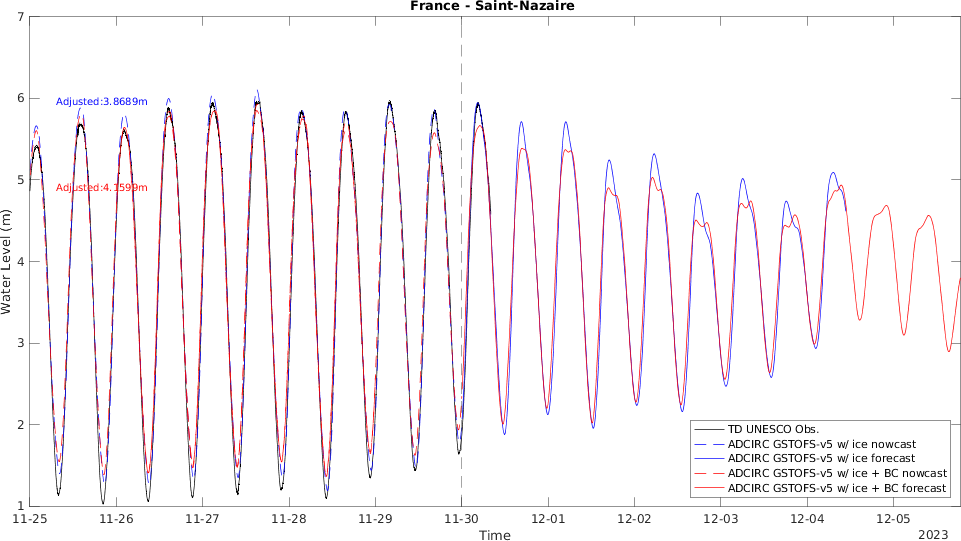 France - Saint-Nazaire
7
6
5
4
3
2
1
Water Level (m)
Adjusted:3.8689m
Adjusted:4.1599m
TD UNESCO Obs.
ADCIRC GSTOFS-v5 w/ ice nowcast
ADCIRC GSTOFS-v5 w/ ice forecast
ADCIRC GSTOFS-v5 w/ ice + BC nowcast
ADCIRC GSTOFS-v5 w/ ice + BC forecast
11-25 11-26 11-27 11-28 11-29 11-30 12-01 12-02 12-03 12-04 12-05
Time
2023